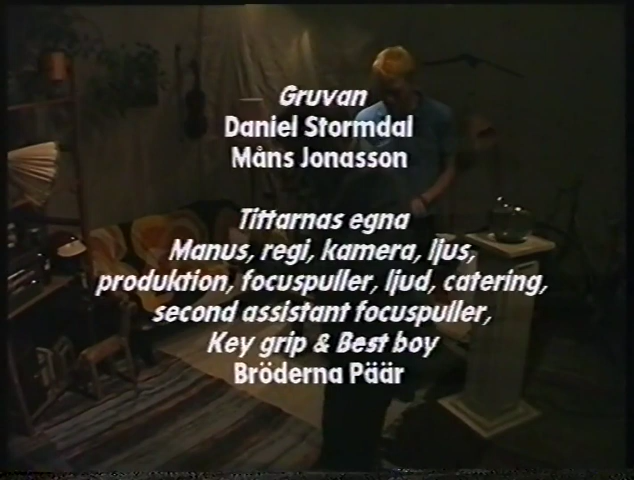 Gruvan
Daniel Stormdal
Måns Jonasson
Tittarnas egna
Manus, regi, kamera, ljus,
produktion, focuspuller, ljud, catering,
second assistant focuspuller,
Key grip & Best boy
Bröderna Päär